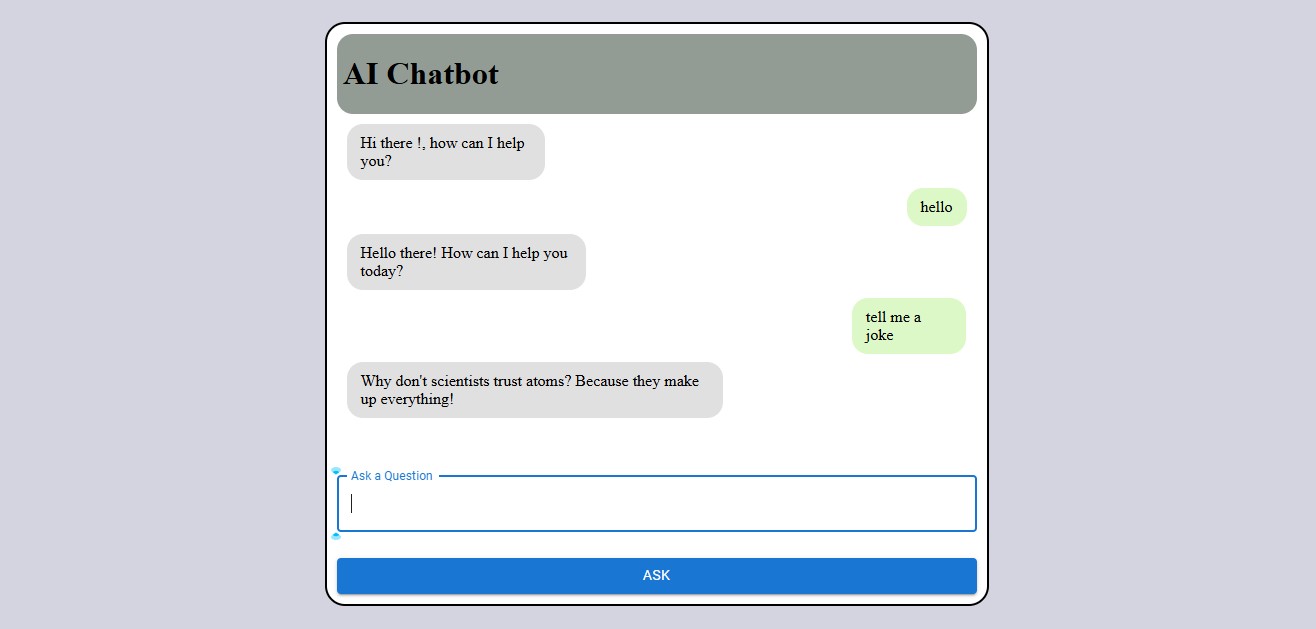 AI Chatbot
Hi there !, how can I help
you?
hello
Hello there! How can I help you
today?
tell me a
joke
Why don't scientists trust atoms? Because they make
up everything!
Ask a Question
ASK